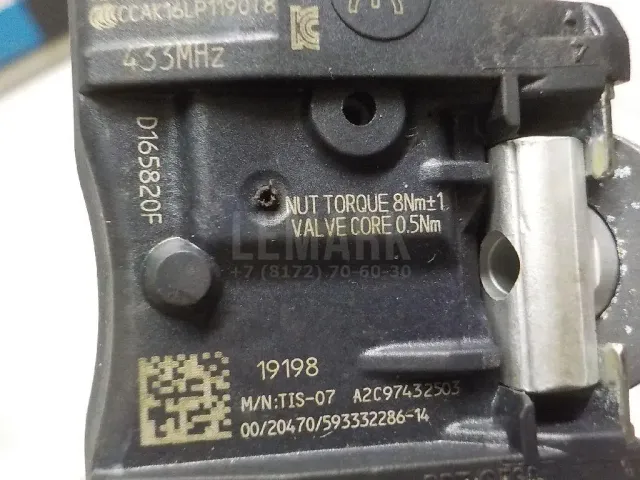 CCAK16LP1190T8
433MHz
D165820F
NUT TORQUE 8Nm±1
VALVE CORE 0.5Nm
LEMARK
+7 (8172) 70-60-30
19198
M/N:TIS-07 A2C97432503
00/20470/593332286-14